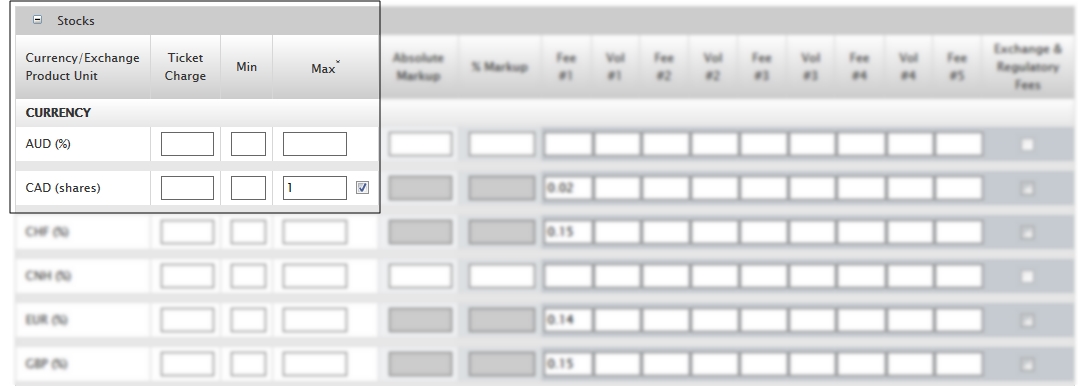 Stocks
Currency/Exchange Product Unit
Ticket Charge
Min
Max*
Absolute Markup
% Markup
Fee #1
Vol #1
Fee #2
Vol #2
Fee #3
Vol #3
Fee #4
Vol #4
Fee #5
Exchange & Regulatory Fees
CURRENCY
AUD (%)
CAD (shares) 1 0.02
CHF (%) 0.15
CNH (%)
EUR (%) 0.14
GBP (%) 0.15